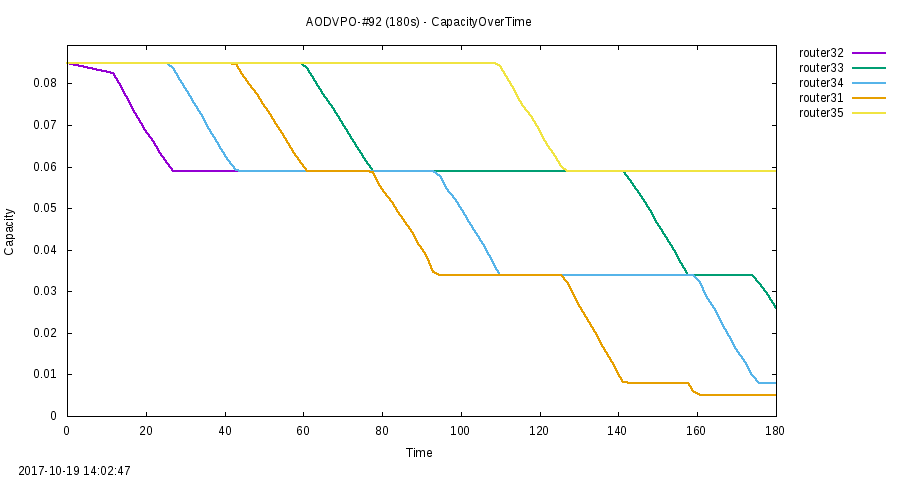 AODVPO-#92 (180s) - CapacityOverTime
router32
router33
router34
router31
router35
0.08
0.07
0.06
0.05
0.04
0.03
0.02
0.01
0
Capacity
0 20 40 60 80 100 120 140 160 180
Time
2017-10-19 14:02:47